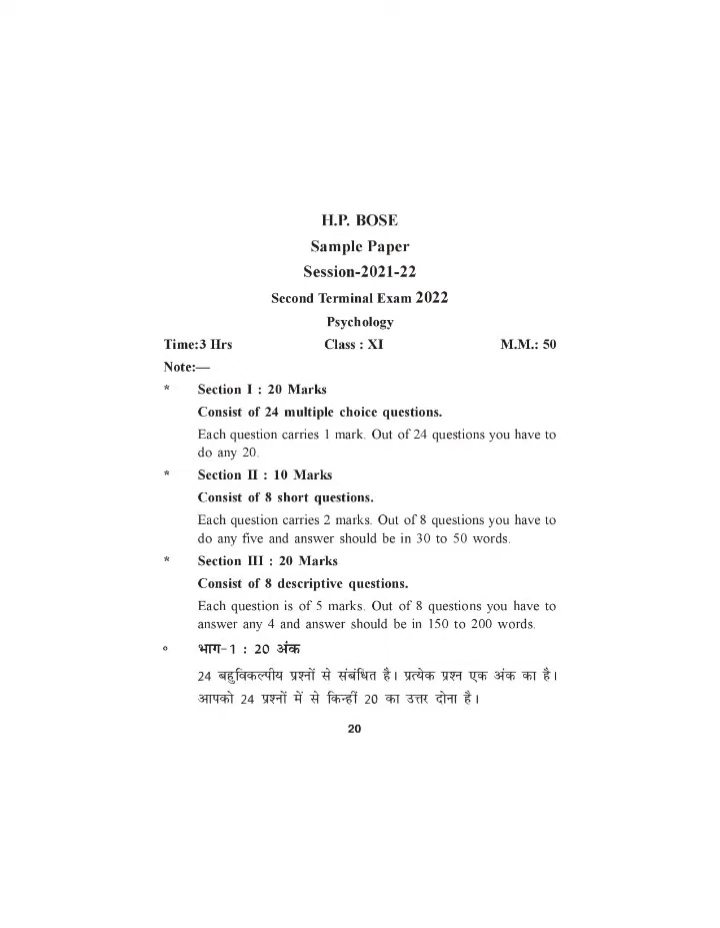 H.P. BOSE
Sample Paper
Session-2021-22
Second Terminal Exam 2022
Psychology
Time:3 Hrs Class : XI M.M.: 50
Note:—
* Section I : 20 Marks
Consist of 24 multiple choice questions.
Each question carries 1 mark. Out of 24 questions you have to
do any 20.
* Section II : 10 Marks
Consist of 8 short questions.
Each question carries 2 marks. Out of 8 questions you have to
do any five and answer should be in 30 to 50 words.
* Section III : 20 Marks
Consist of 8 descriptive questions.
Each question is of 5 marks. Out of 8 questions you have to
answer any 4 and answer should be in 150 to 200 words.
° भाग-1 : 20 अंक
24 बहुविकल्पीय प्रश्नों से संबंधित है। प्रत्येक प्रश्न एक अंक का है।
आपको 24 प्रश्नों में से किन्हीं 20 का उत्तर दोना है।
20